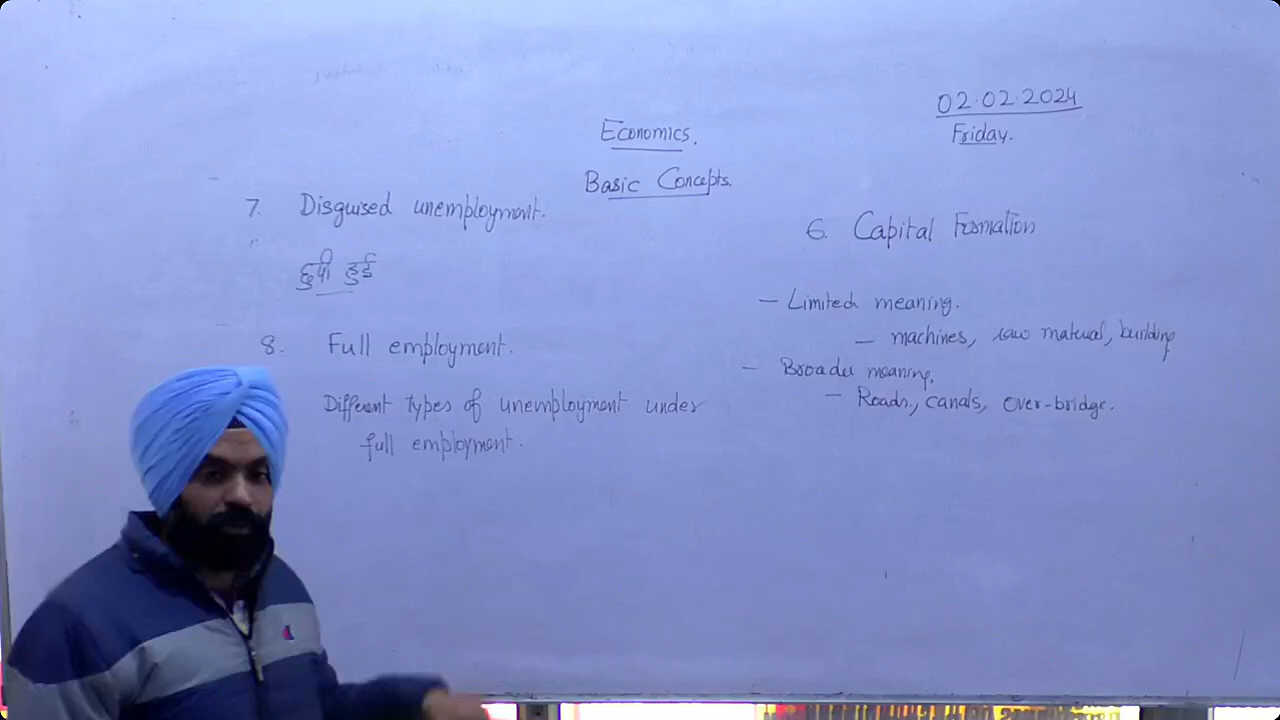 02.02.2024
Friday.
Economics.
Basic Concepts.
7. Disguised unemployment.
छुपी हुई
8. Full employment.
Different types of unemployment under
full employment.
6. Capital Formation
- Limited meaning.
- machines, raw material, building
- Broader meaning.
- Roads, canals, over-bridge.